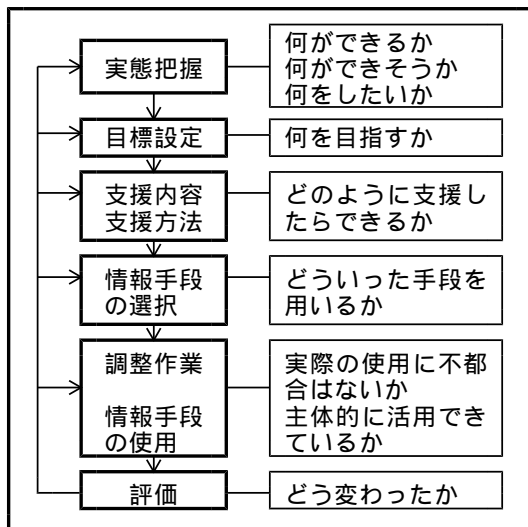 実態把握
何ができるか
何ができそうか
何をしたいか
目標設定
何を目指すか
支援内容
支援方法
どのように支援し
たらできるか
情報手段
の選択
どういった手段を
用いるか
調整作業
情報手段
の使用
実際の使用に不都
合はないか
主体的に活用でき
ているか
評価
どう変わったか